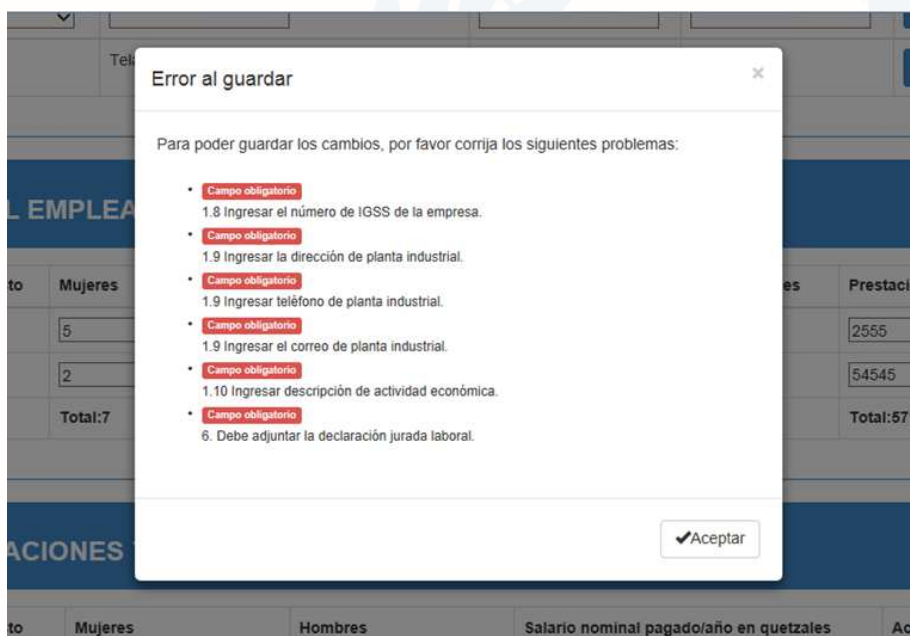 Error al guardar
×
Para poder guardar los cambios, por favor corrija los siguientes problemas:
Campo obligatorio
1.8 Ingresar el número de IGSS de la empresa.
Campo obligatorio
1.9 Ingresar la dirección de planta industrial.
Campo obligatorio
1.9 Ingresar teléfono de planta industrial.
Campo obligatorio
1.9 Ingresar el correo de planta industrial.
Campo obligatorio
1.10 Ingresar descripción de actividad económica.
Campo obligatorio
6. Debe adjuntar la declaración jurada laboral.
✔Aceptar
L EMPLEA
to Mujeres es Prestaci
5 2555
2 54545
Total:7 Total:57
ACIONES
to Mujeres Hombres Salario nominal pagado/año en quetzales Ac